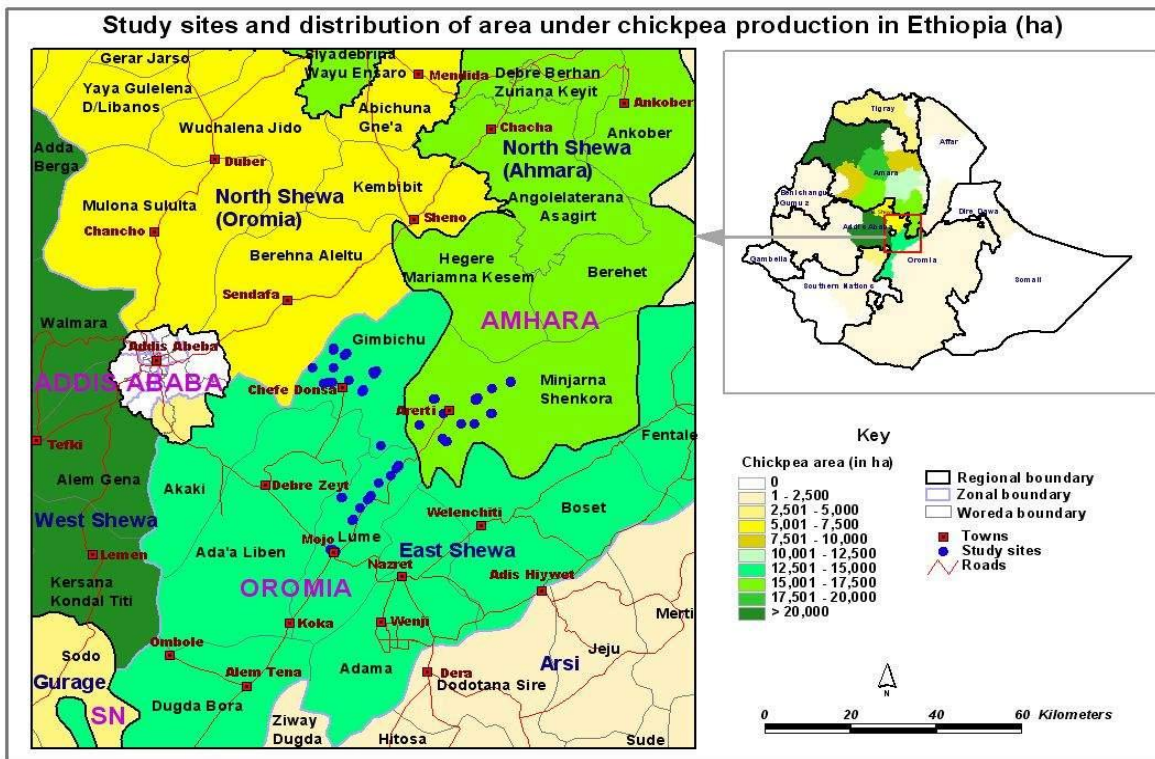 Study sites and distribution of area under chickpea production in Ethiopia (ha)
Gerar Jarso
Siyadebrina
Wayu Ensaro
Mendida
Debre Berhan
Zuriana Keyit
Ankober
Yaya Gulelena
D/Libanos
Abichuna
Gne'a
Wuchalena Jido
Chacha
Ankober
Adda
Berga
Duber
North Shewa
(Ahmara)
North Shewa
(Oromia)
Kembibit
Angolelaterana
Asagirt
Mulona Sululta
Sheno
Chancho
Berehna Aleltu
Hegere
Mariamna Kesem
Berehet
Sendafa
Walmara
AMHARA
Addis Abeba
Gimbichu
ADDIS ABABA
Chefe Donsa
Minjarna
Shenkora
Arerti
Tefki
Fentale
Alem Gena
Akaki
Debre Zeyt
Welenchiti
Boset
West Shewa
Lemen
Ada'a Liben
Mojo
Lume
East Shewa
Nazret
Adis Hiywet
OROMIA
Kersana
Kondal Titi
Koka
Wenji
Merti
Ombole
Sodo
Adama
Arsi
Jeju
Gurage
Alem Tena
Dera
Dodotana Sire
SN
Dugda Bora
Ziway
Dugda
Hitosa
Sude
Tigray
Affar
Amara
Benishangu
Gumuz
Dire Dawa
Addis Ababa
Gambella
Oromia
Somali
Southern Nations
Key
Chickpea area (in ha)
0
1 - 2,500
2,501 - 5,000
5,001 - 7,500
7,501 - 10,000
10,001 - 12,500
12,501 - 15,000
15,001 - 17,500
17,501 - 20,000
> 20,000
Regional boundary
Zonal boundary
Woreda boundary
Towns
Study sites
Roads
N
0 20 40 60 Kilometers